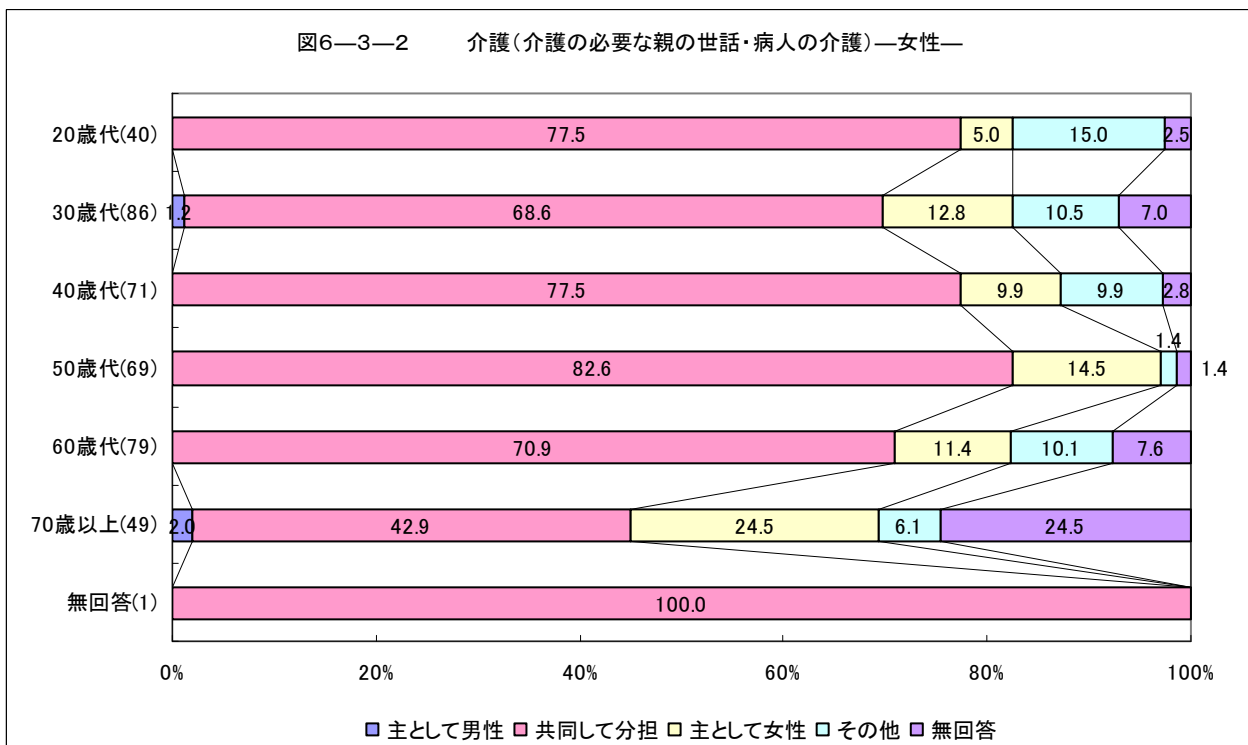 図6―3―2 介護(介護の必要な親の世話・病人の介護)―女性―
20歳代(40) 77.5 5.0 15.0 2.5
30歳代(86) 1.2 68.6 12.8 10.5 7.0
40歳代(71) 77.5 9.9 9.9 2.8
50歳代(69) 82.6 14.5 1.4 1.4
60歳代(79) 70.9 11.4 10.1 7.6
70歳以上(49) 2.0 42.9 24.5 6.1 24.5
無回答(1) 100.0
0% 20% 40% 60% 80% 100%
主として男性 共同して分担 主として女性 その他 無回答